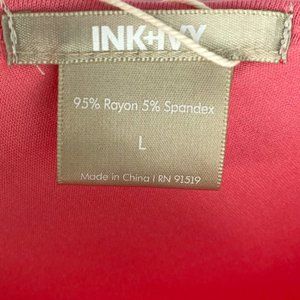 INK+IVY
95% Rayon 5% Spandex
L
Made in China | RN 91519